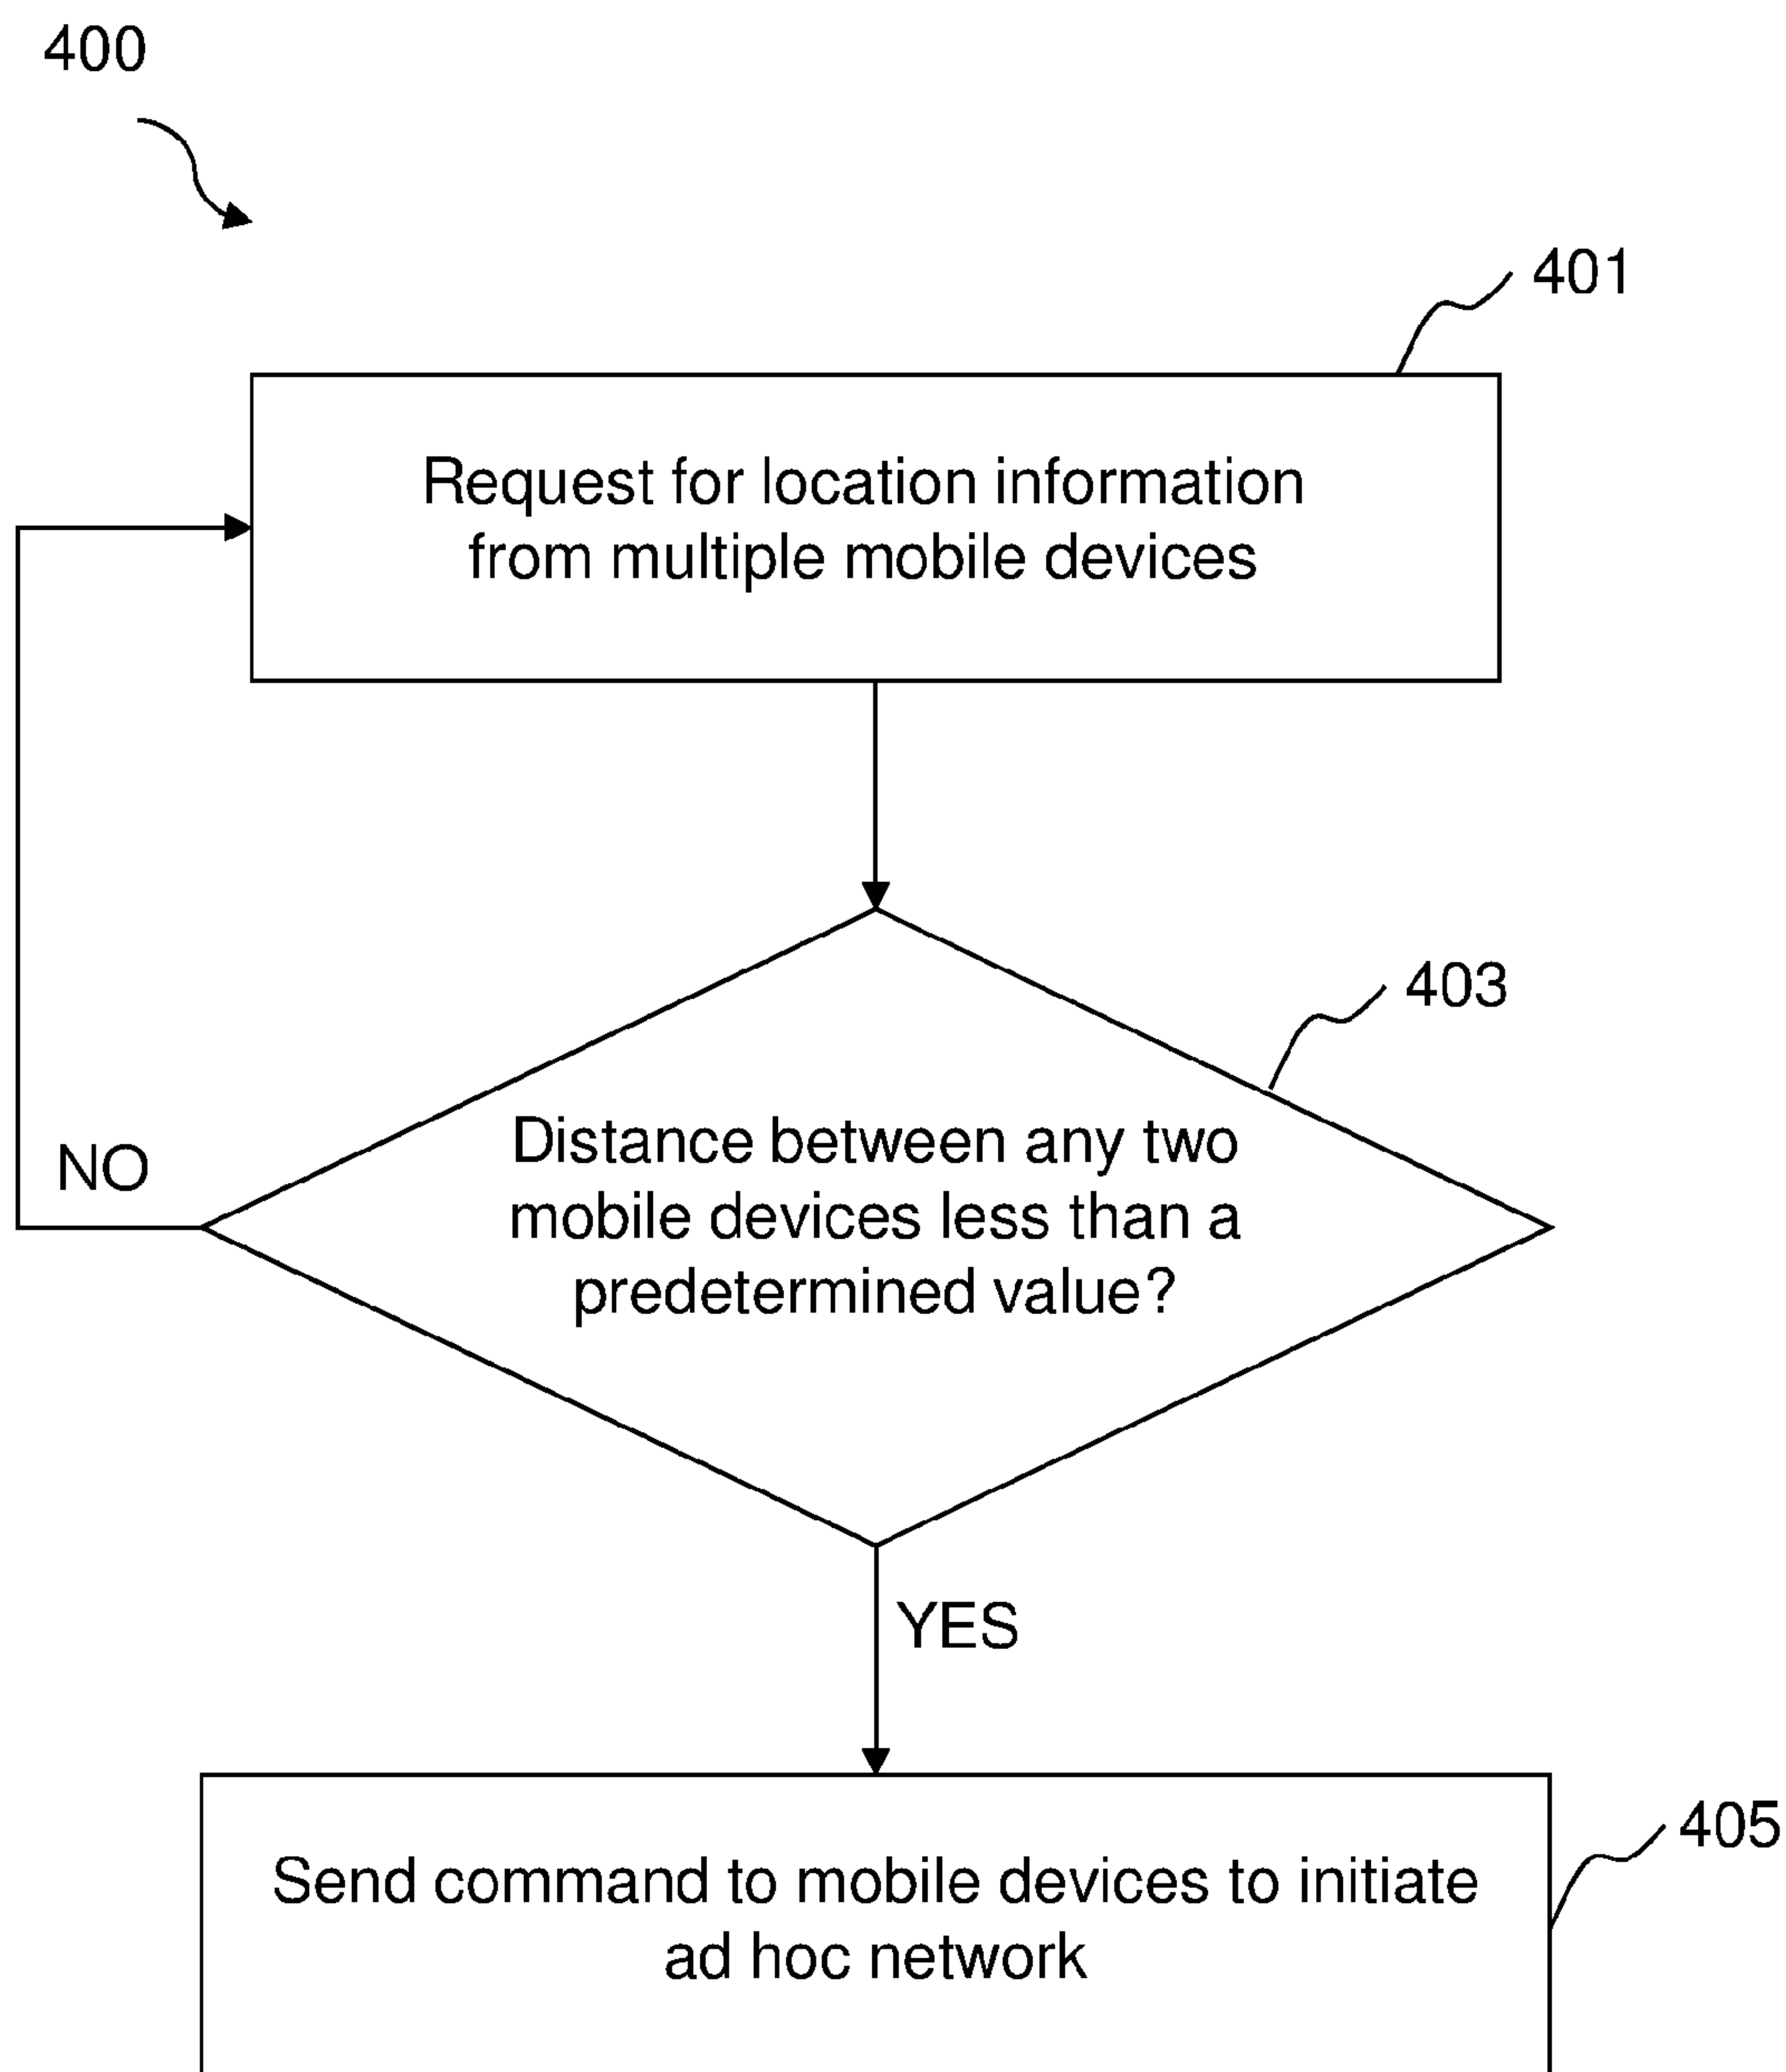 400
401
Request for location information
from multiple mobile devices
403
Distance between any two
mobile devices less than a
predetermined value?
NO
YES
405
Send command to mobile devices to initiate
ad hoc network